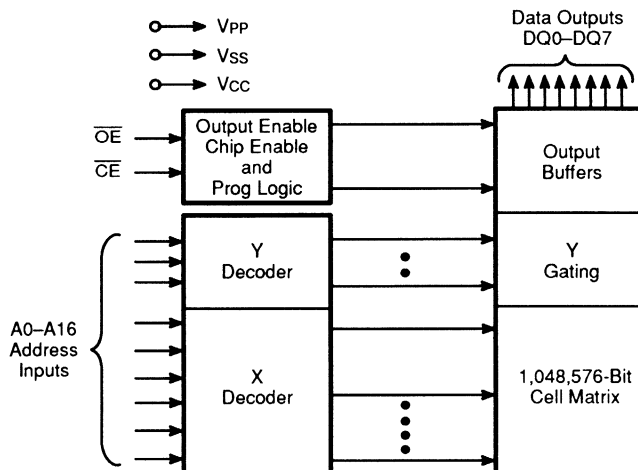 VPP
VSS
VCC
Data Outputs
DQ0–DQ7
OE
CE
Output Enable
Chip Enable
and
Prog Logic
Output
Buffers
Y
Decoder
Y
Gating
A0–A16
Address
Inputs
X
Decoder
1,048,576-Bit
Cell Matrix